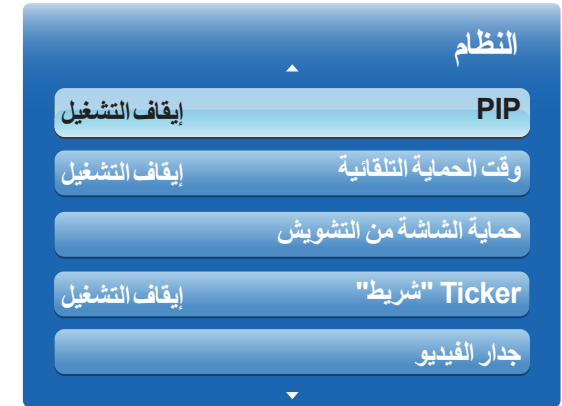 النظام
PIP إيقاف التشغيل
وقت الحماية التلقائية إيقاف التشغيل
حماية الشاشة من التشويش
Ticker "شريط" إيقاف التشغيل
جدار الفيديو